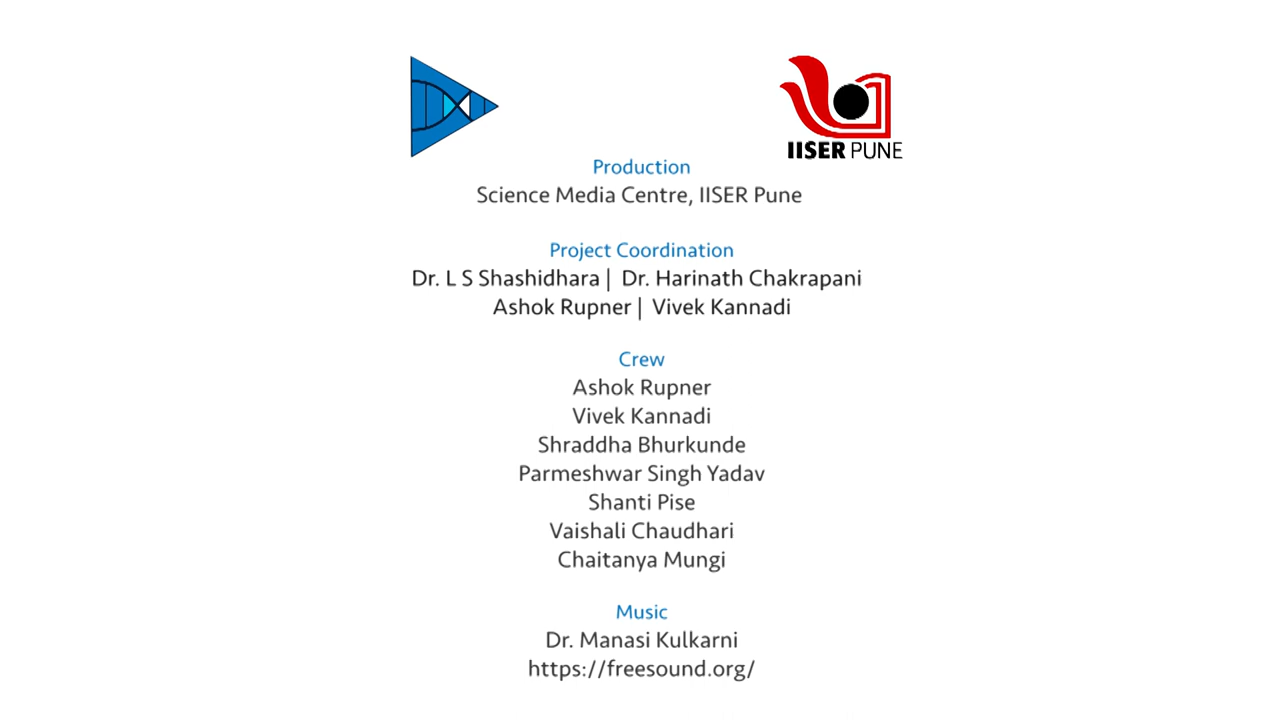 IISER PUNE
Production
Science Media Centre, IISER Pune
Project Coordination
Dr. L S Shashidhara | Dr. Harinath Chakrapani
Ashok Rupner | Vivek Kannadi
Crew
Ashok Rupner
Vivek Kannadi
Shraddha Bhurkunde
Parmeshwar Singh Yadav
Shanti Pise
Vaishali Chaudhari
Chaitanya Mungi
Music
Dr. Manasi Kulkarni
https://freesound.org/